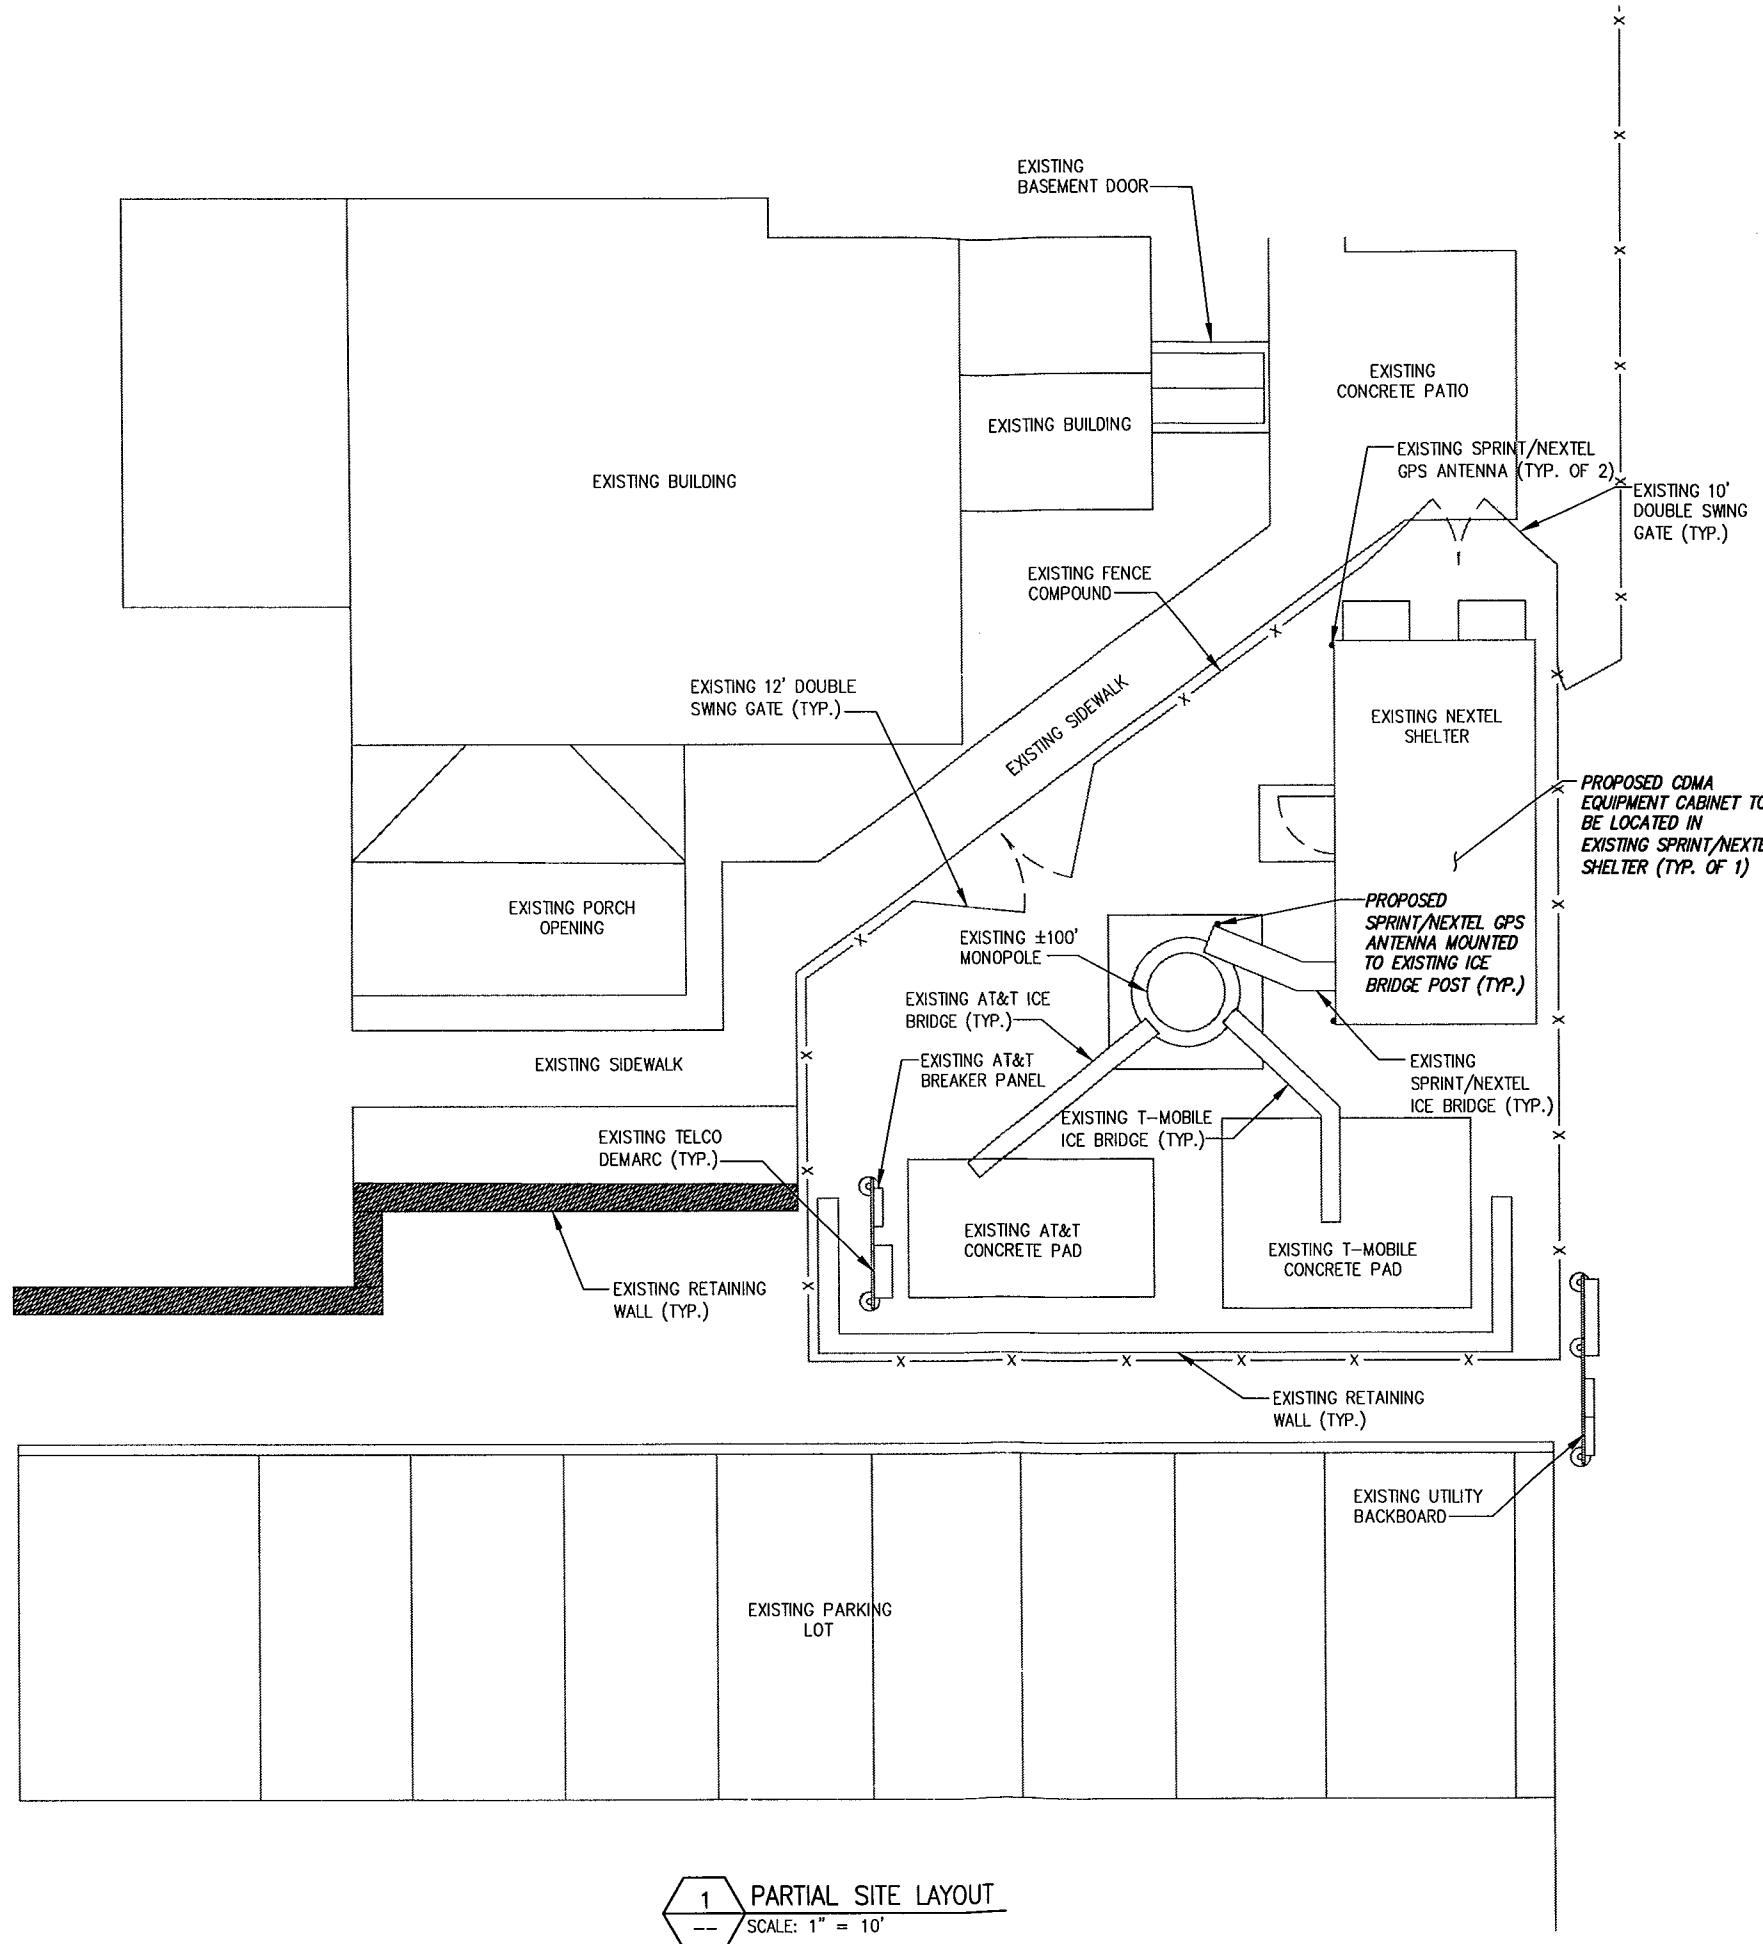 EXISTING
BASEMENT DOOR
EXISTING
CONCRETE PATIO
EXISTING BUILDING
EXISTING SPRINT/NEXTEL
GPS ANTENNA (TYP. OF 2)
EXISTING BUILDING
EXISTING 10'
DOUBLE SWING
GATE (TYP.)
EXISTING FENCE
COMPOUND
EXISTING 12' DOUBLE
SWING GATE (TYP.)
EXISTING SIDEWALK
EXISTING NEXTEL
SHELTER
PROPOSED CDMA
EQUIPMENT CABINET TO
BE LOCATED IN
EXISTING SPRINT/NEXTE
SHELTER (TYP. OF 1)
EXISTING PORCH
OPENING
PROPOSED
SPRINT/NEXTEL GPS
ANTENNA MOUNTED
TO EXISTING ICE
BRIDGE POST (TYP.)
EXISTING ±100'
MONOPOLE
EXISTING AT&T ICE
BRIDGE (TYP.)
EXISTING SIDEWALK
EXISTING AT&T
BREAKER PANEL
EXISTING
SPRINT/NEXTEL
ICE BRIDGE (TYP.)
EXISTING T-MOBILE
ICE BRIDGE (TYP.)
EXISTING TELCO
DEMARC (TYP.)
EXISTING AT&T
CONCRETE PAD
EXISTING T-MOBILE
CONCRETE PAD
EXISTING RETAINING
WALL (TYP.)
EXISTING RETAINING
WALL (TYP.)
EXISTING UTILITY
BACKBOARD
EXISTING PARKING
LOT
1 PARTIAL SITE LAYOUT
-- SCALE: 1" = 10'